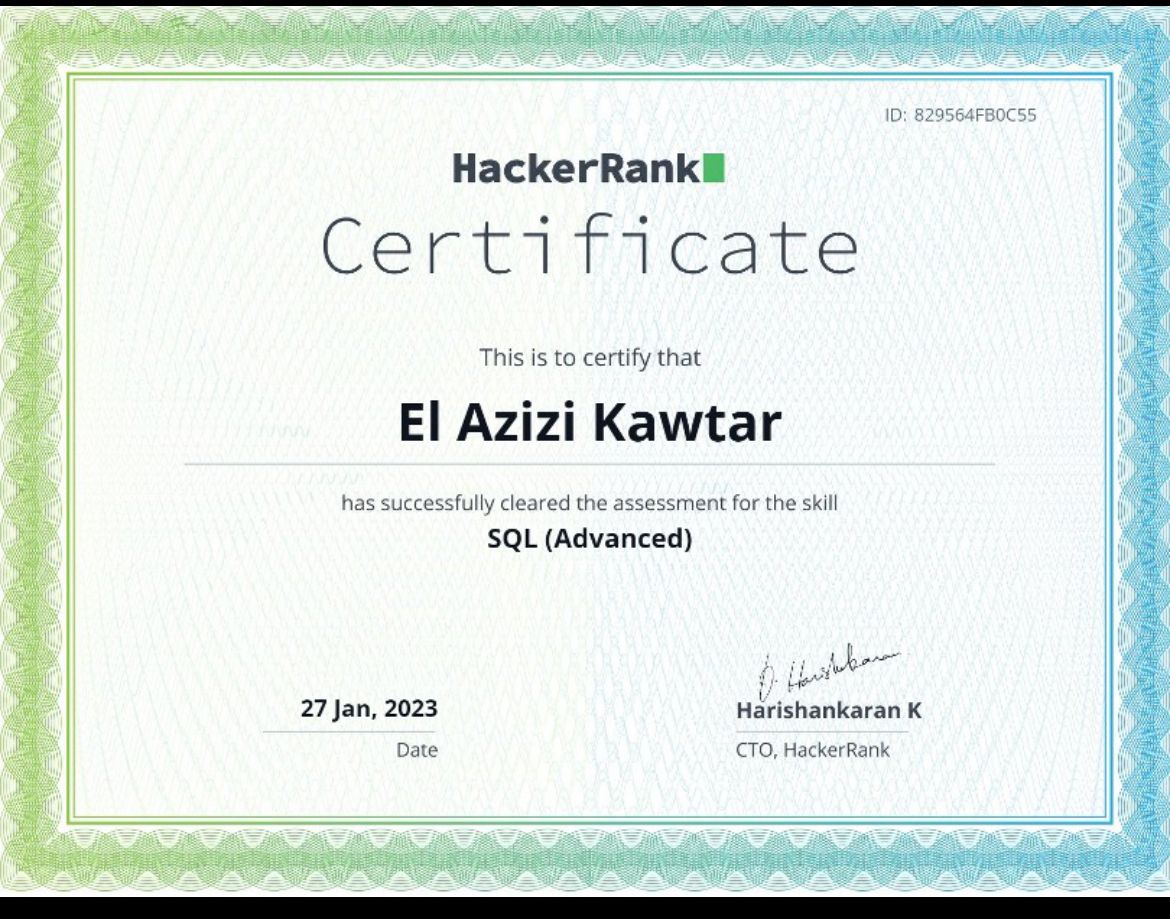 ID: 829564FB0C55
HackerRank
Certificate
This is to certify that
El Azizi Kawtar
has successfully cleared the assessment for the skill
SQL (Advanced)
27 Jan, 2023
Date
D. Harishankaran
Harishankaran K
CTO, HackerRank